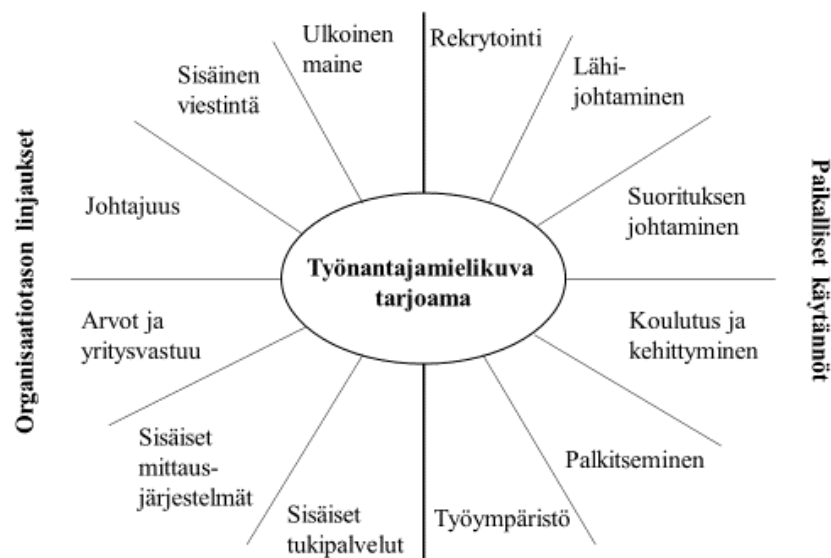 Ulkoinen
maine
Rekrytointi
Sisäinen
viestintä
Lähi-
johtaminen
Organisaatiotason linjaukset
Johtajuus
Suorituksen
johtaminen
Paikalliset käytännöt
Työnantajamielikuva
tarjoama
Arvot ja
yritysvastuu
Koulutus ja
kehittyminen
Sisäiset
mittaus-
järjestelmät
Palkitseminen
Sisäiset
tukipalvelut
Työympäristö